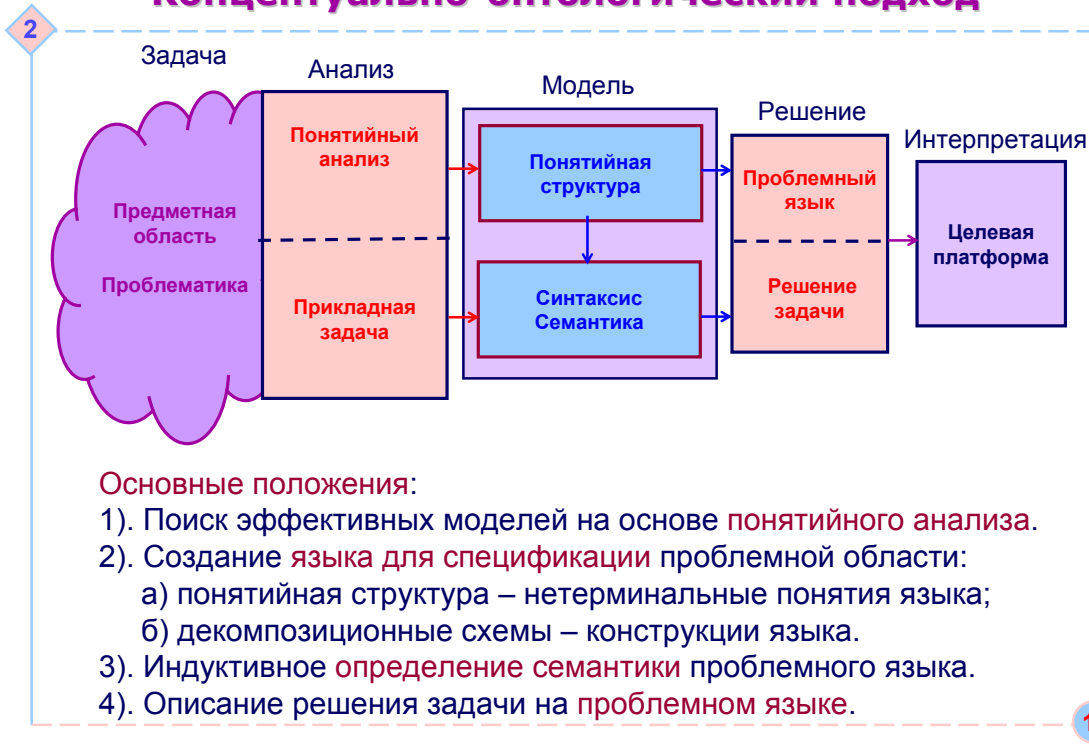 Концептуально-онтологический подход
2
Задача
Анализ
Модель
Решение
Интерпретация
Понятийный
анализ
Понятийная
структура
Проблемный
язык
Предметная
область
Целевая
платформа
Проблематика
Прикладная
задача
Синтаксис
Семантика
Решение
задачи
Основные положения:
1). Поиск эффективных моделей на основе понятийного анализа.
2). Создание языка для спецификации проблемной области:
а) понятийная структура – нетерминальные понятия языка;
б) декомпозиционные схемы – конструкции языка.
3). Индуктивное определение семантики проблемного языка.
4). Описание решения задачи на проблемном языке.